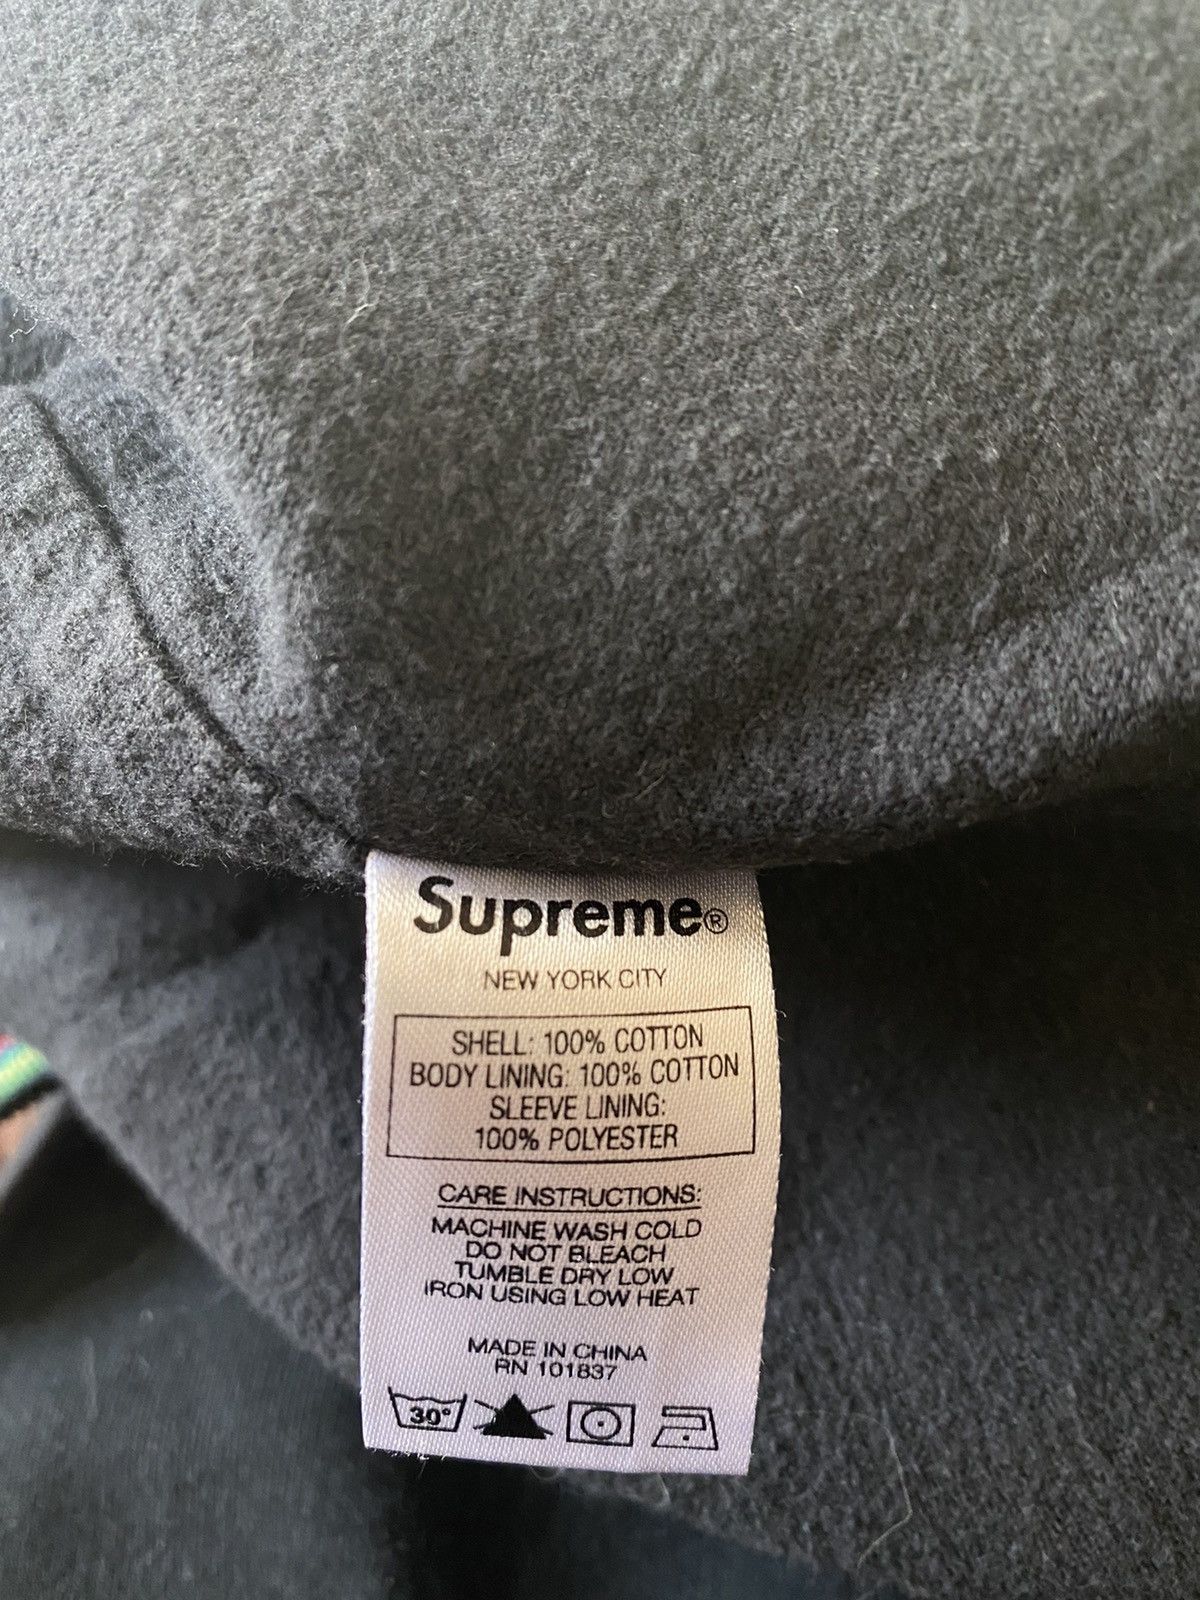 Supreme®
NEW YORK CITY
SHELL: 100% COTTON
BODY LINING: 100% COTTON
SLEEVE LINING:
100% POLYESTER
CARE INSTRUCTIONS:
MACHINE WASH COLD
DO NOT BLEACH
TUMBLE DRY LOW
IRON USING LOW HEAT
MADE IN CHINA
RN 101837
30°